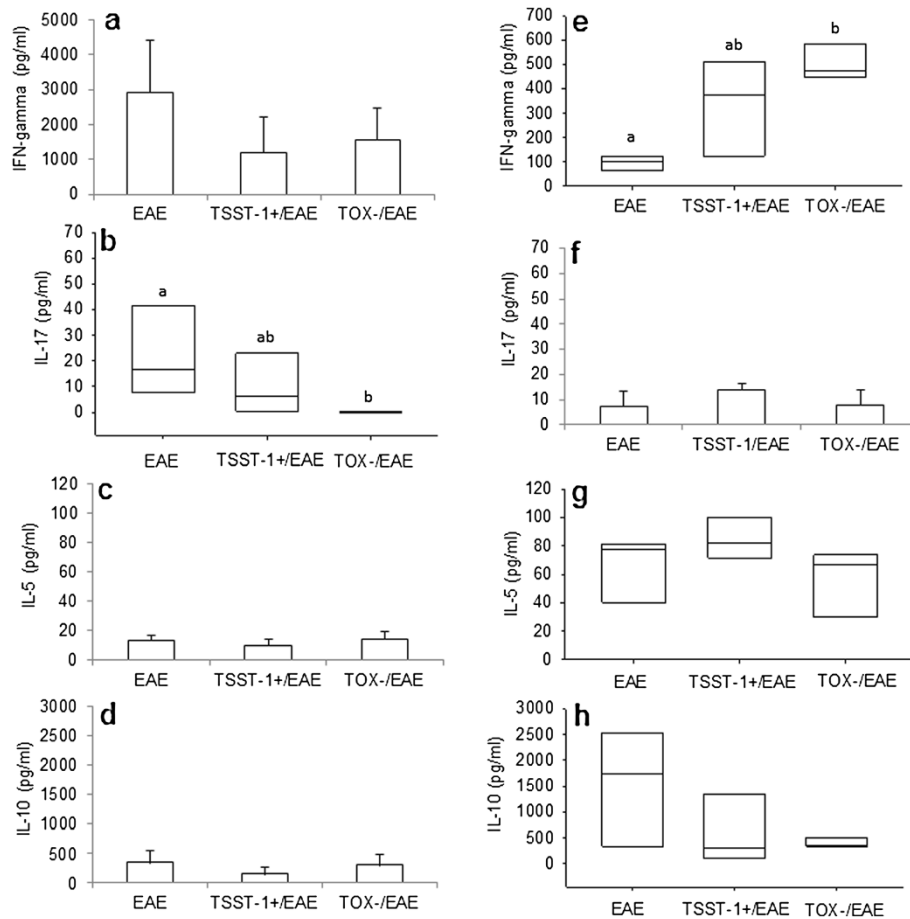 a
IFN-gamma (pg/ml)
5000
4000
3000
2000
1000
0
EAE TSST-1+/EAE TOX-/EAE
b
IL-17 (pg/ml)
70
60
50
40
30
20
10
0
a
ab
b
EAE TSST-1+/EAE TOX-/EAE
c
IL-5 (pg/ml)
120
100
80
60
40
20
0
EAE TSST-1+/EAE TOX-/EAE
d
IL-10 (pg/ml)
3000
2500
2000
1500
1000
500
0
EAE TSST-1+/EAE TOX-/EAE
e
IFN-gamma (pg/ml)
700
600
500
400
300
200
100
0
a
ab
b
EAE TSST-1+/EAE TOX-/EAE
f
IL-17 (pg/ml)
70
60
50
40
30
20
10
0
EAE TSST-1/EAE TOX-/EAE
g
IL-5 (pg/ml)
120
100
80
60
40
20
0
EAE TSST-1+/EAE TOX-/EAE
h
IL-10 (pg/ml)
3000
2500
2000
1500
1000
500
0
EAE TSST-1+/EAE TOX-/EAE